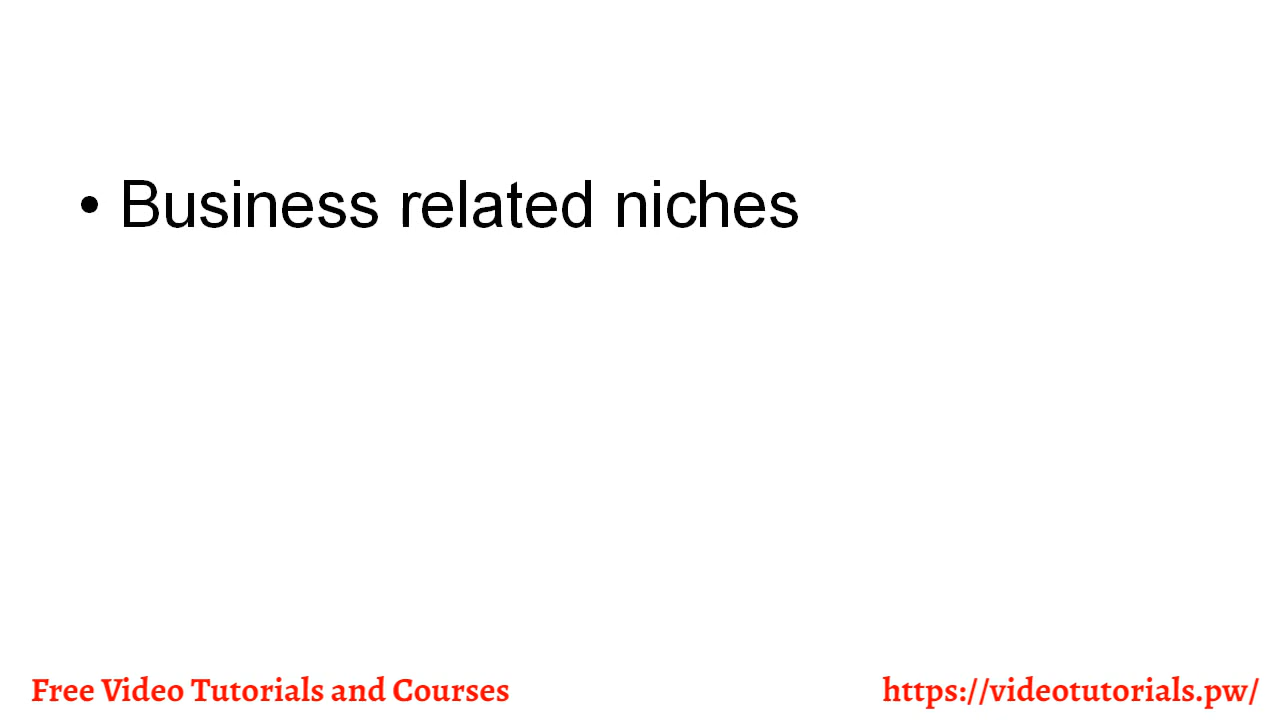 • Business related niches
Free Video Tutorials and Courses
https://videotutorials.pw/